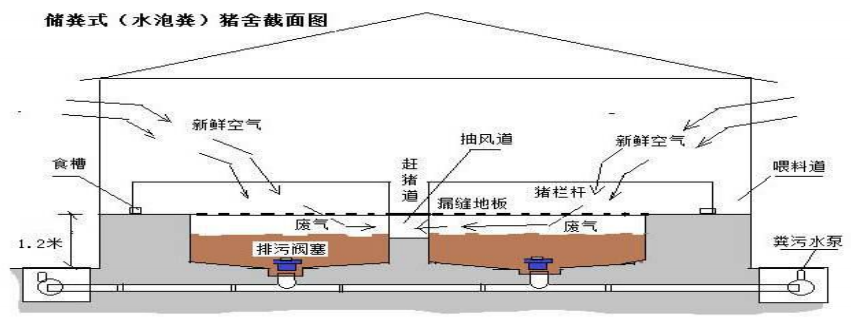 储粪式（水泡粪）猪舍截面图
新鲜空气
抽风道
新鲜空气
食槽
赶猪道
喂料道
猪栏杆
漏缝地板
废气
废气
1.2米
排污阀塞
粪污水泵